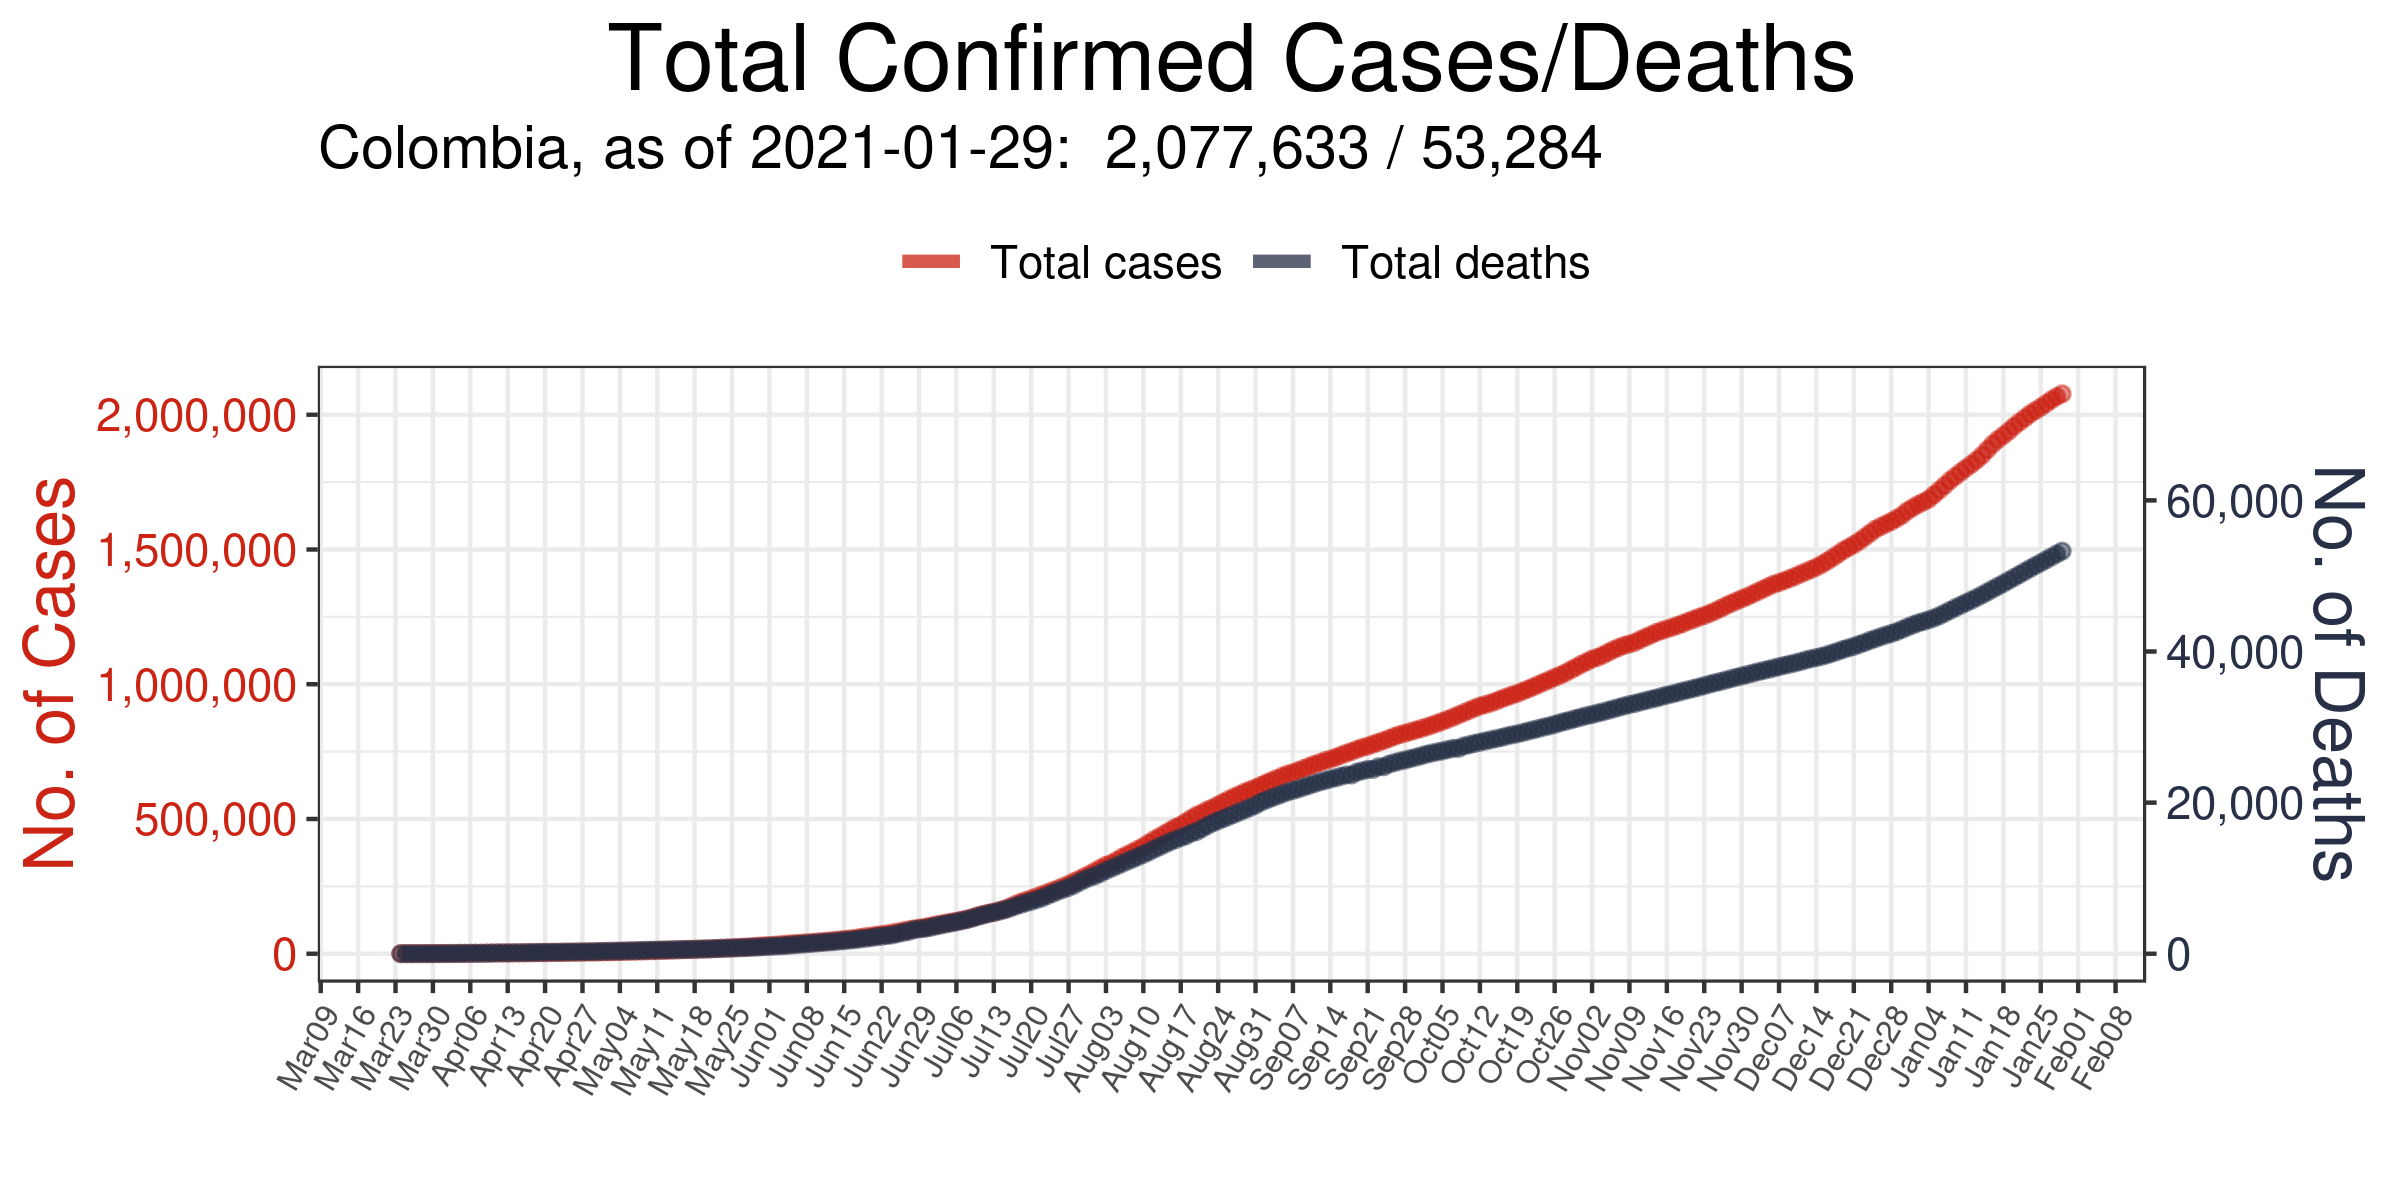 Total Confirmed Cases/Deaths
Colombia, as of 2021-01-29:  2,077,633 / 53,284
Total cases
Total deaths
No. of Cases
2,000,000
1,500,000
1,000,000
500,000
0
60,000
40,000
20,000
0
No. of Deaths
Mar09
Mar16
Mar23
Mar30
Apr06
Apr13
Apr20
Apr27
May04
May11
May18
May25
Jun01
Jun08
Jun15
Jun22
Jun29
Jul06
Jul13
Jul20
Jul27
Aug03
Aug10
Aug17
Aug24
Aug31
Sep07
Sep14
Sep21
Sep28
Oct05
Oct12
Oct19
Oct26
Nov02
Nov09
Nov16
Nov23
Nov30
Dec07
Dec14
Dec21
Dec28
Jan04
Jan11
Jan18
Jan25
Feb01
Feb08